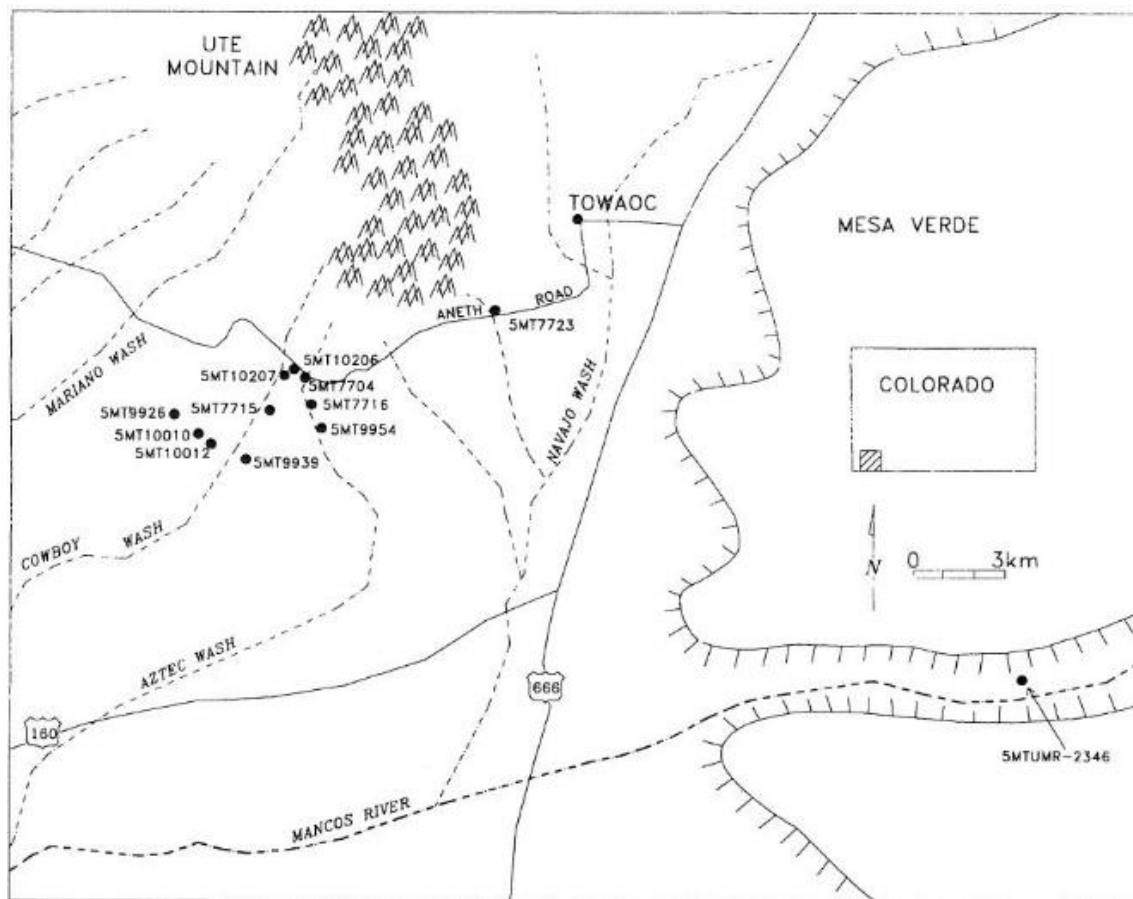 UTE
MOUNTAIN
TOWAOC
MESA VERDE
ANETH ROAD
5MT7723
MARIANO WASH
5MT10206
5MT10207
5MT7704
5MT7715
5MT7716
5MT9926
5MT9954
5MT10010
5MT10012
5MT9939
NAVAJO WASH
COLORADO
N
0 3km
COWBOY WASH
AZTEC WASH
666
160
5MTUMR-2346
MANCOS RIVER